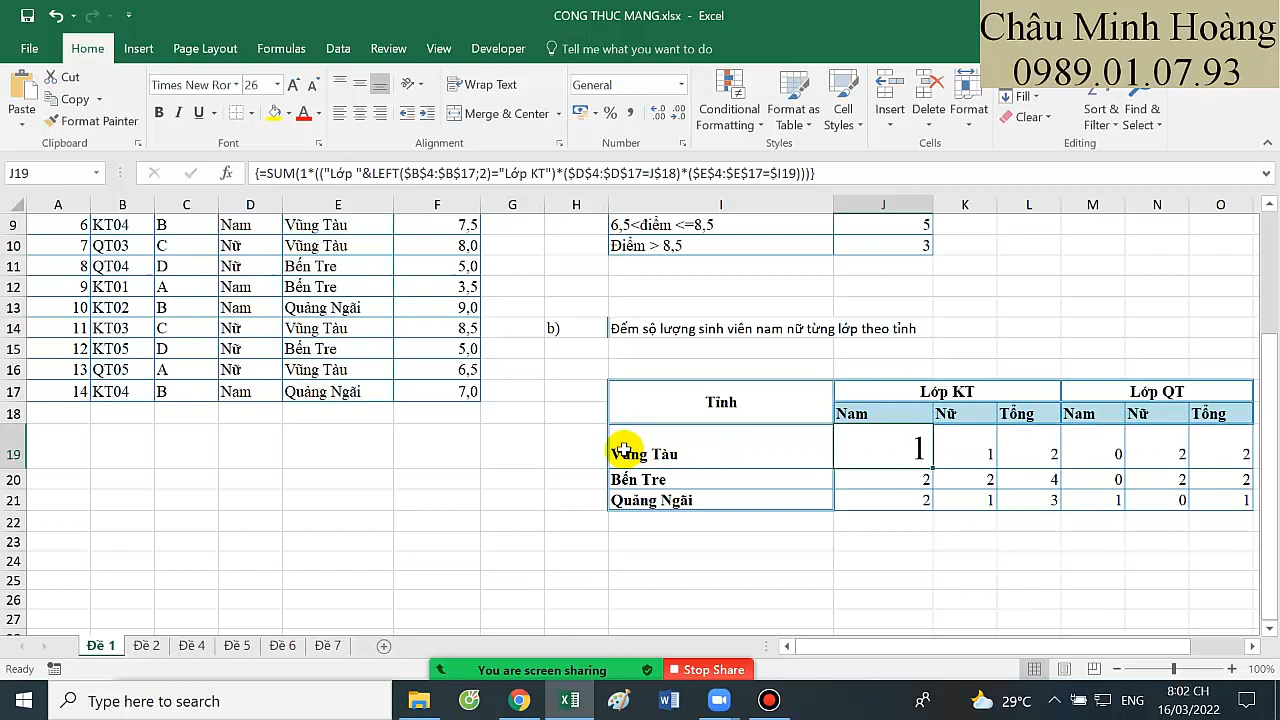 CONG THUC MANG.xlsx - Excel
Châu Minh Hoàng
0989.01.07.93
File Home Insert Page Layout Formulas Data Review View Developer Tell me what you want to do
Paste
Cut
Copy
Format Painter
Times New Ror 26
General
Wrap Text
Merge & Center
Conditional Formatting
Format as Table
Cell Styles
Insert Delete Format
Fill
Clear
Sort & Filter
Find & Select
Clipboard Font Alignment Number Styles Cells Editing
J19 {=SUM(1*(("Lớp "&LEFT($B$4:$B$17;2)="Lớp KT")*($D$4:$D$17=J$18)*($E$4:$E$17=$I19)))}
A B C D E F G H I J K L M N O
9 6 KT04 B Nam Vũng Tàu 7,5 6,5<điểm <=8,5 5
10 7 QT03 C Nữ Vũng Tàu 8,0 Điểm > 8,5 3
11 8 QT04 D Nữ Bến Tre 5,0
12 9 KT01 A Nam Bến Tre 3,5
13 10 KT02 B Nam Quảng Ngãi 9,0
14 11 KT03 C Nữ Vũng Tàu 8,5 b) Đếm sộ lượng sinh viên nam nữ từng lớp theo tỉnh
15 12 KT05 D Nữ Bến Tre 5,0
16 13 QT05 A Nữ Vũng Tàu 6,5
17 14 KT04 B Nam Quảng Ngãi 7,0 Tỉnh Lớp KT Lớp QT
18 Nam Nữ Tổng Nam Nữ Tổng
19 Vũng Tàu 1 1 2 0 2 2
20 Bến Tre 2 2 4 0 2 2
21 Quảng Ngãi 2 1 3 1 0 1
22
23
24
25
26
27
Đề 1 Đề 2 Đề 4 Đề 5 Đề 6 Đề 7
Ready 100%
You are screen sharing Stop Share
Type here to search 29°C ENG 8:02 CH
16/03/2022